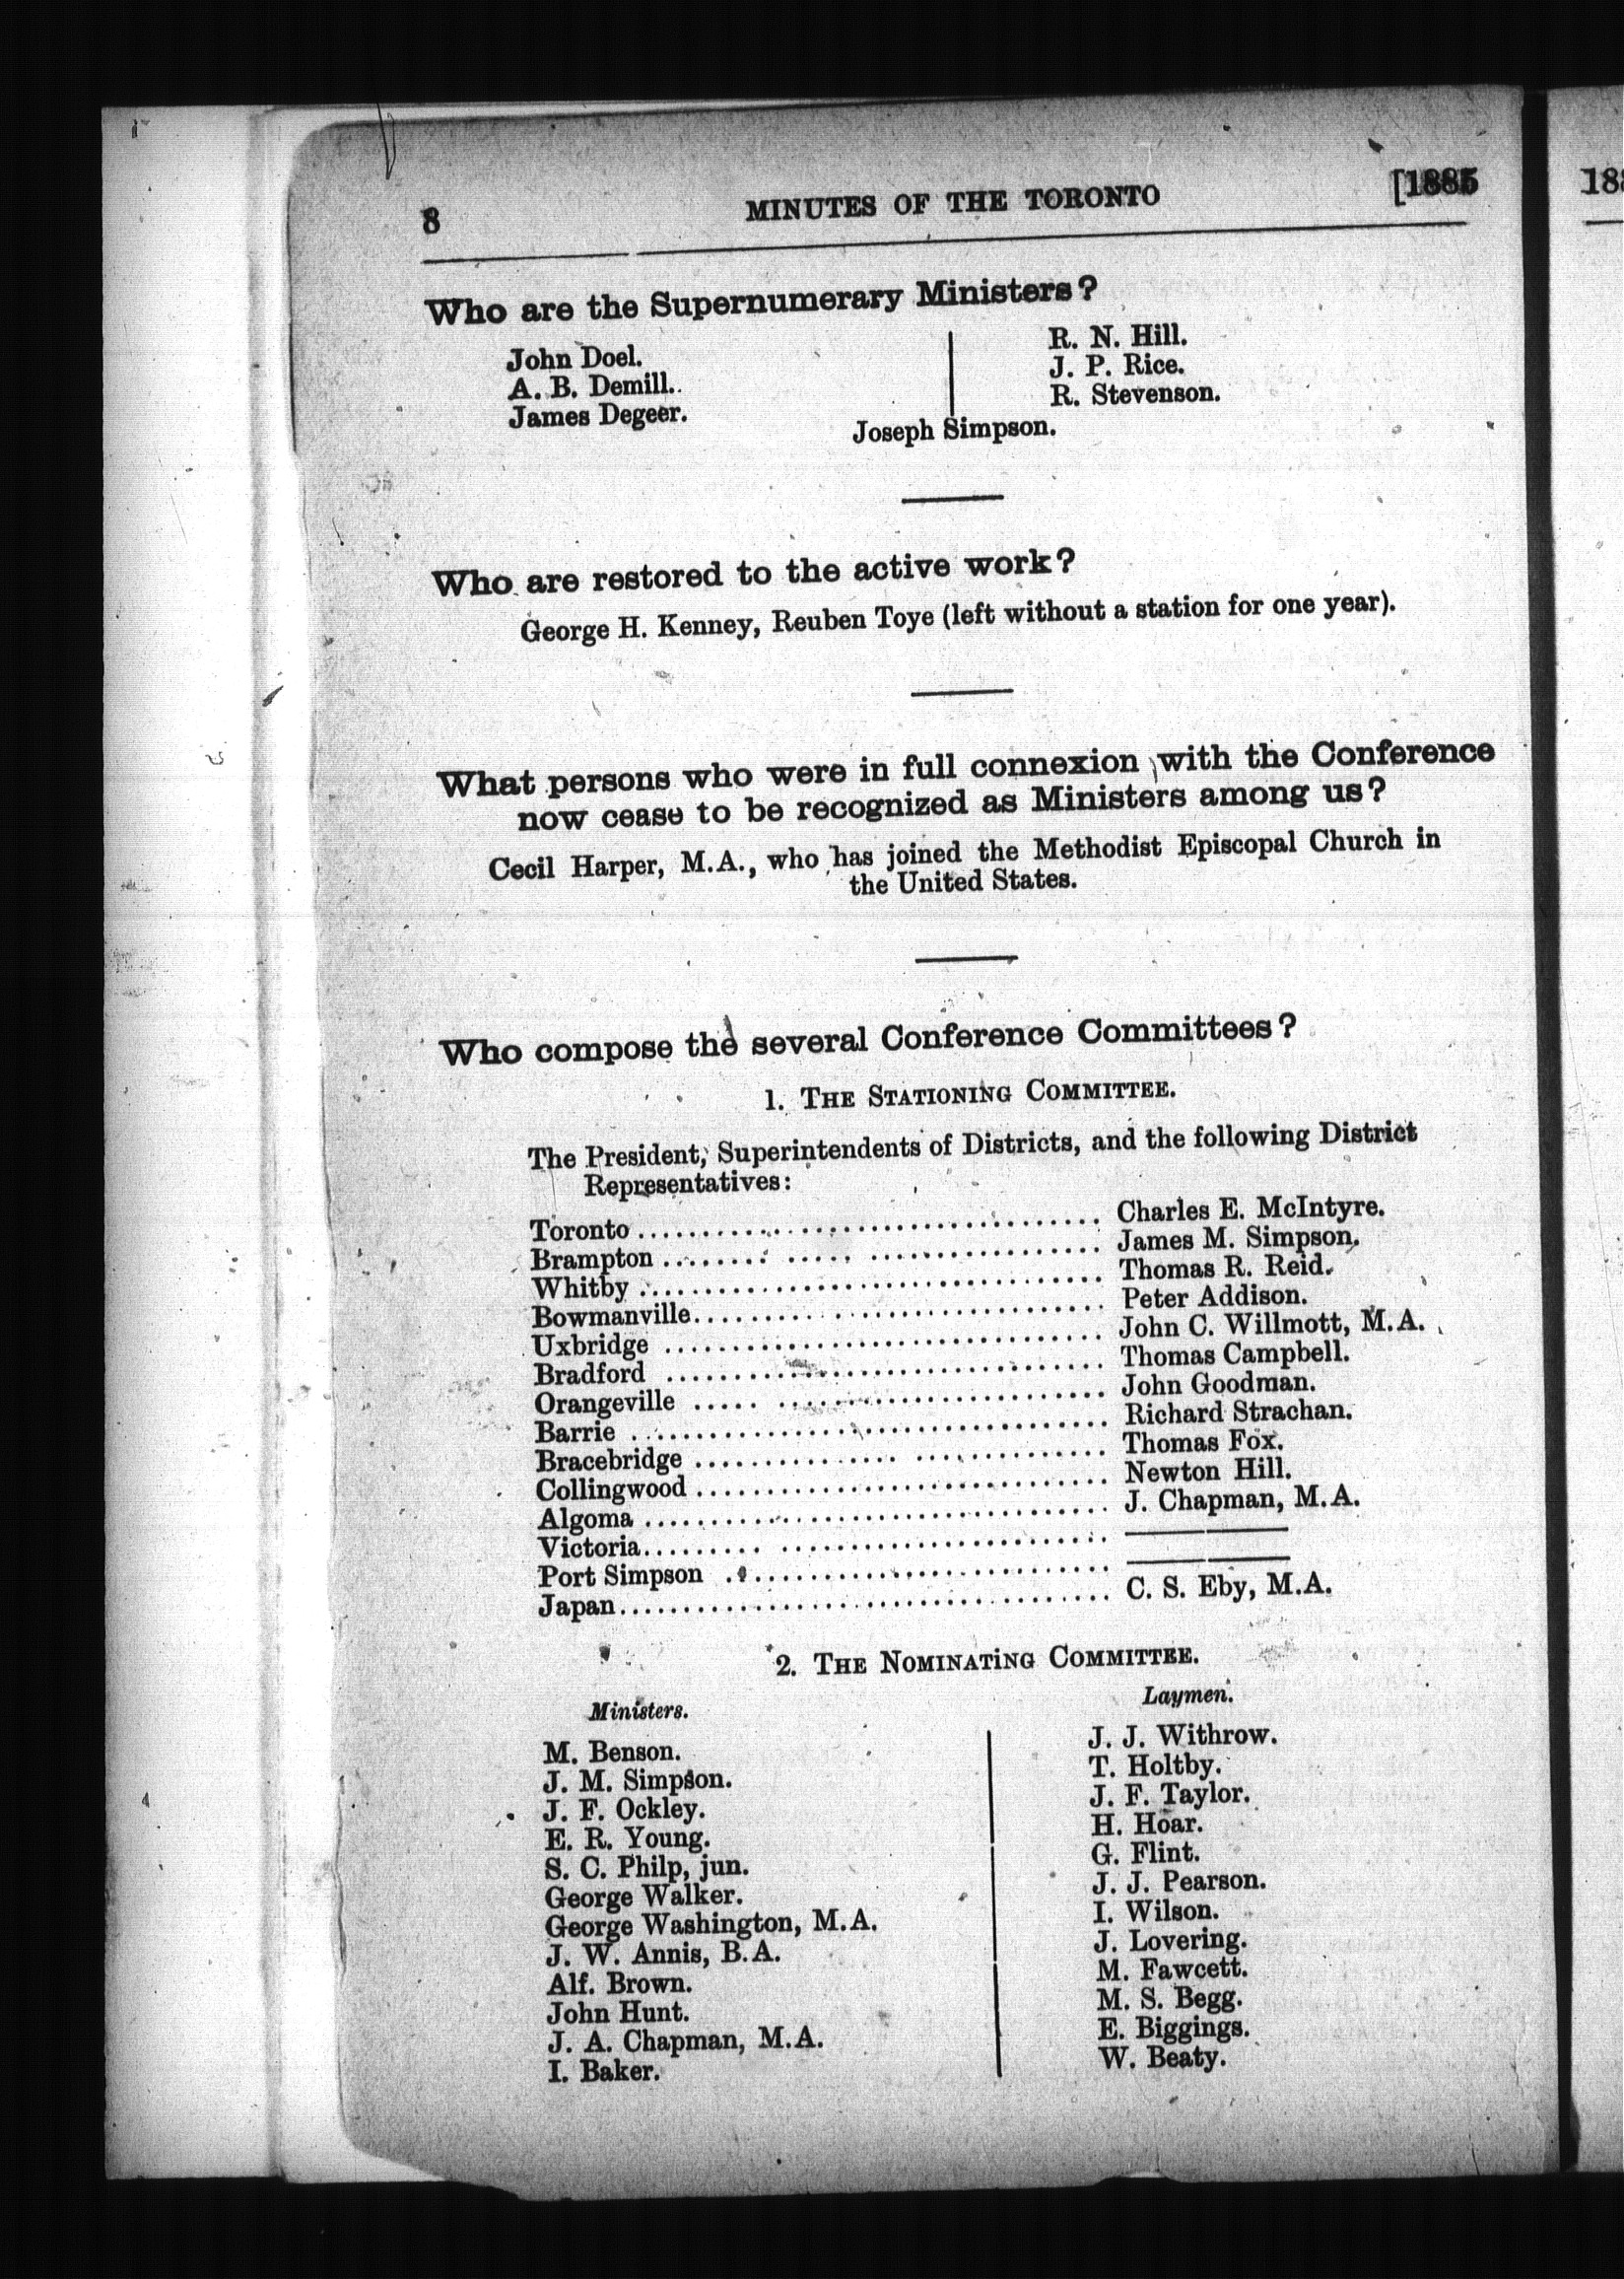 8
MINUTES OF THE TORONTO
[1885
Who are the Supernumerary Ministers?
John Doel.
A. B. Demill.
James Degeer.
R. N. Hill.
J. P. Rice.
R. Stevenson.
Joseph Simpson.
Who are restored to the active work?
George H. Kenney, Reuben Toye (left without a station for one year).
What persons who were in full connexion with the Conference
now cease to be recognized as Ministers among us?
Cecil Harper, M.A., who has joined the Methodist Episcopal Church in
the United States.
Who compose the several Conference Committees?
1. THE STATIONING COMMITTEE.
The President, Superintendents of Districts, and the following District
Representatives:
Toronto ........ Charles E. McIntyre.
Brampton ........ James M. Simpson.
Whitby ........ Thomas R. Reid.
Bowmanville ........ Peter Addison.
Uxbridge ........ John C. Willmott, M.A.
Bradford ........ Thomas Campbell.
Orangeville ........ John Goodman.
Barrie ........ Richard Strachan.
Bracebridge ........ Thomas Fox.
Collingwood ........ Newton Hill.
Algoma ........ J. Chapman, M.A.
Victoria ........ ————
Port Simpson ........ ————
Japan ........ C. S. Eby, M.A.
2. THE NOMINATING COMMITTEE.
Ministers.
M. Benson.
J. M. Simpson.
J. F. Ockley.
E. R. Young.
S. C. Philp, jun.
George Walker.
George Washington, M.A.
J. W. Annis, B.A.
Alf. Brown.
John Hunt.
J. A. Chapman, M.A.
I. Baker.
Laymen.
J. J. Withrow.
T. Holtby.
J. F. Taylor.
H. Hoar.
G. Flint.
J. J. Pearson.
I. Wilson.
J. Lovering.
M. Fawcett.
M. S. Begg.
E. Biggings.
W. Beaty.